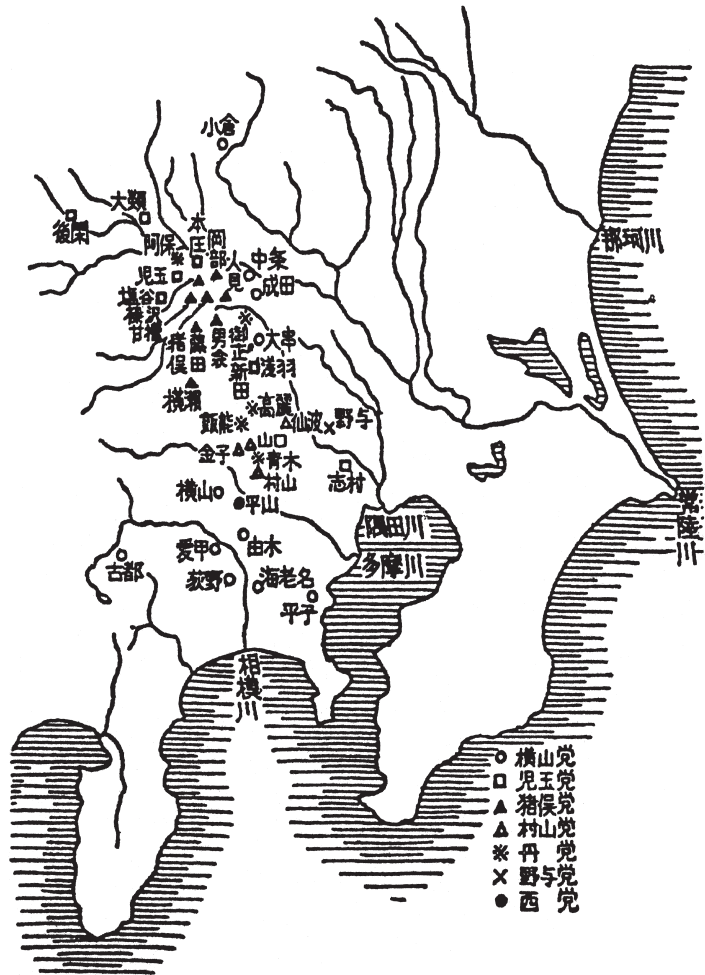 小倉
大類
後閑
本庄
岡部
阿保
人見
中条
児玉
成田
塩谷
榛沢
甘糟
猪俣
藤田
男衾
御正新田
大串
浅羽
横瀬
高麗
飯能
仙波
野与
金子
山口
青木
村山
志村
横山
平山
由木
愛甲
荻野
海老名
古郡
平子
那珂川
常陸川
隅田川
多摩川
相模川
横山党
児玉党
猪俣党
村山党
丹 党
野与党
西 党